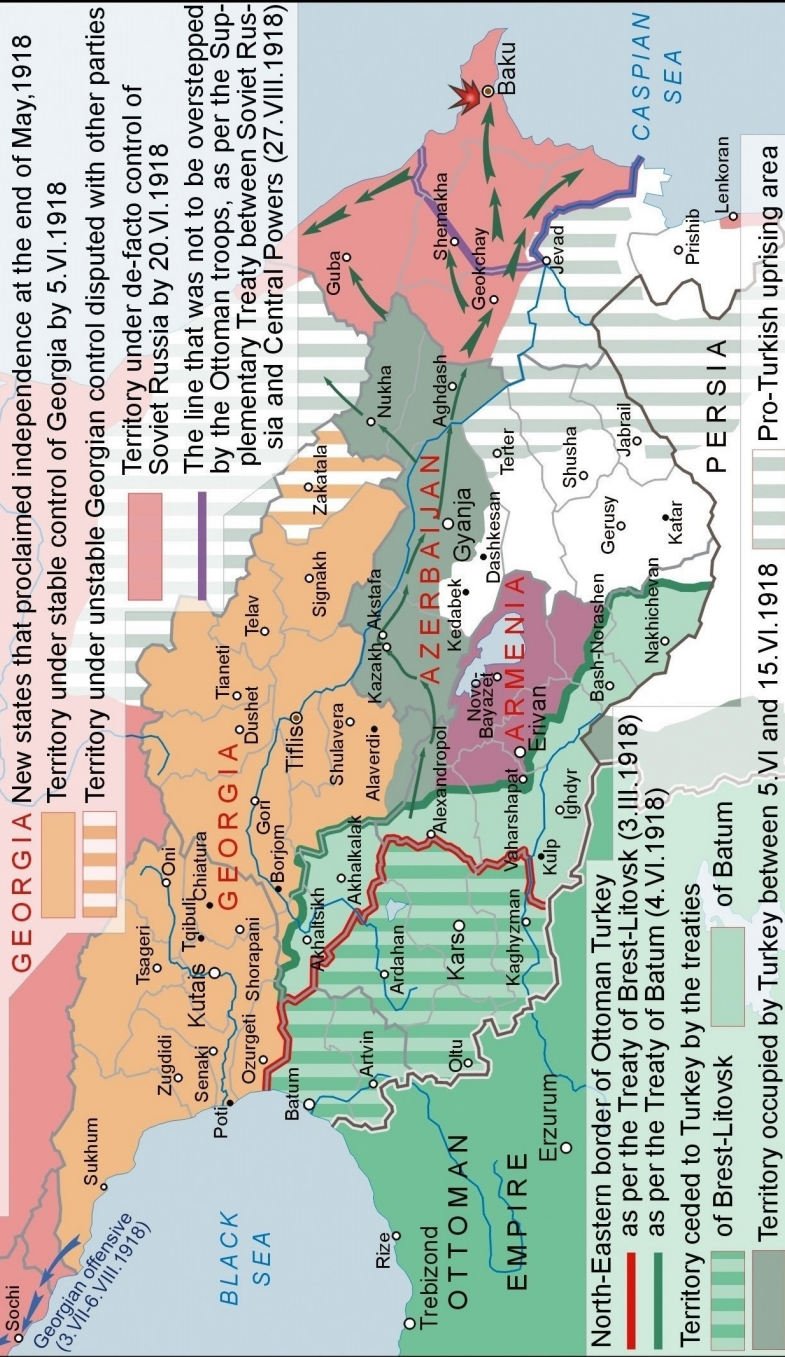 GEORGIA New states that proclaimed independence at the end of May,1918
Territory under stable control of Georgia by 5.VI.1918
Territory under unstable Georgian control disputed with other parties
Territory under de-facto control of
Soviet Russia by 20.VI.1918
The line that was not to be overstepped
by the Ottoman troops, as per the Sup-
plementary Treaty between Soviet Rus-
sia and Central Powers (27.VIII.1918)
Sochi
Georgian offensive
(3.VII-6.VIII.1918)
Sukhum
BLACK
SEA
Tsageri
Oni
Zugdidi
Tqibuli
Chiatura
Senaki
Kutais
Poti
Shorapani
Ozurgeti
GEORGIA
Gori
Borjom
Dushet
Tianeti
Telav
Tiflis
Signakh
Zakatala
Shulavera
Alaverdi
Batum
Akhaltsikh
Akhalkalak
Artvin
Ardahan
Oltu
Kars
Kaghyzman
Alexandropol
Vaharshapat
Kulp
Ighdyr
Kazakh
Akstafa
Nukha
Guba
Shemakha
Geokchay
Baku
Aghdash
AZERBAIJAN
Gyanja
Kedabek
Dashkesan
Terter
Jevad
CASPIAN
SEA
Novo-
Bayazet
ARMENIA
Erivan
Bash-Norashen
Nakhichevan
Shusha
Gerusy
Jabrail
Katar
Prishib
Lenkoran
PERSIA
Rize
Trebizond
OTTOMAN
EMPIRE
Erzurum
North-Eastern border of Ottoman Turkey
as per the Treaty of Brest-Litovsk (3.III.1918)
as per the Treaty of Batum (4.VI.1918)
Territory ceded to Turkey by the treaties
of Brest-Litovsk
of Batum
Territory occupied by Turkey between 5.VI and 15.VI.1918
Pro-Turkish uprising area